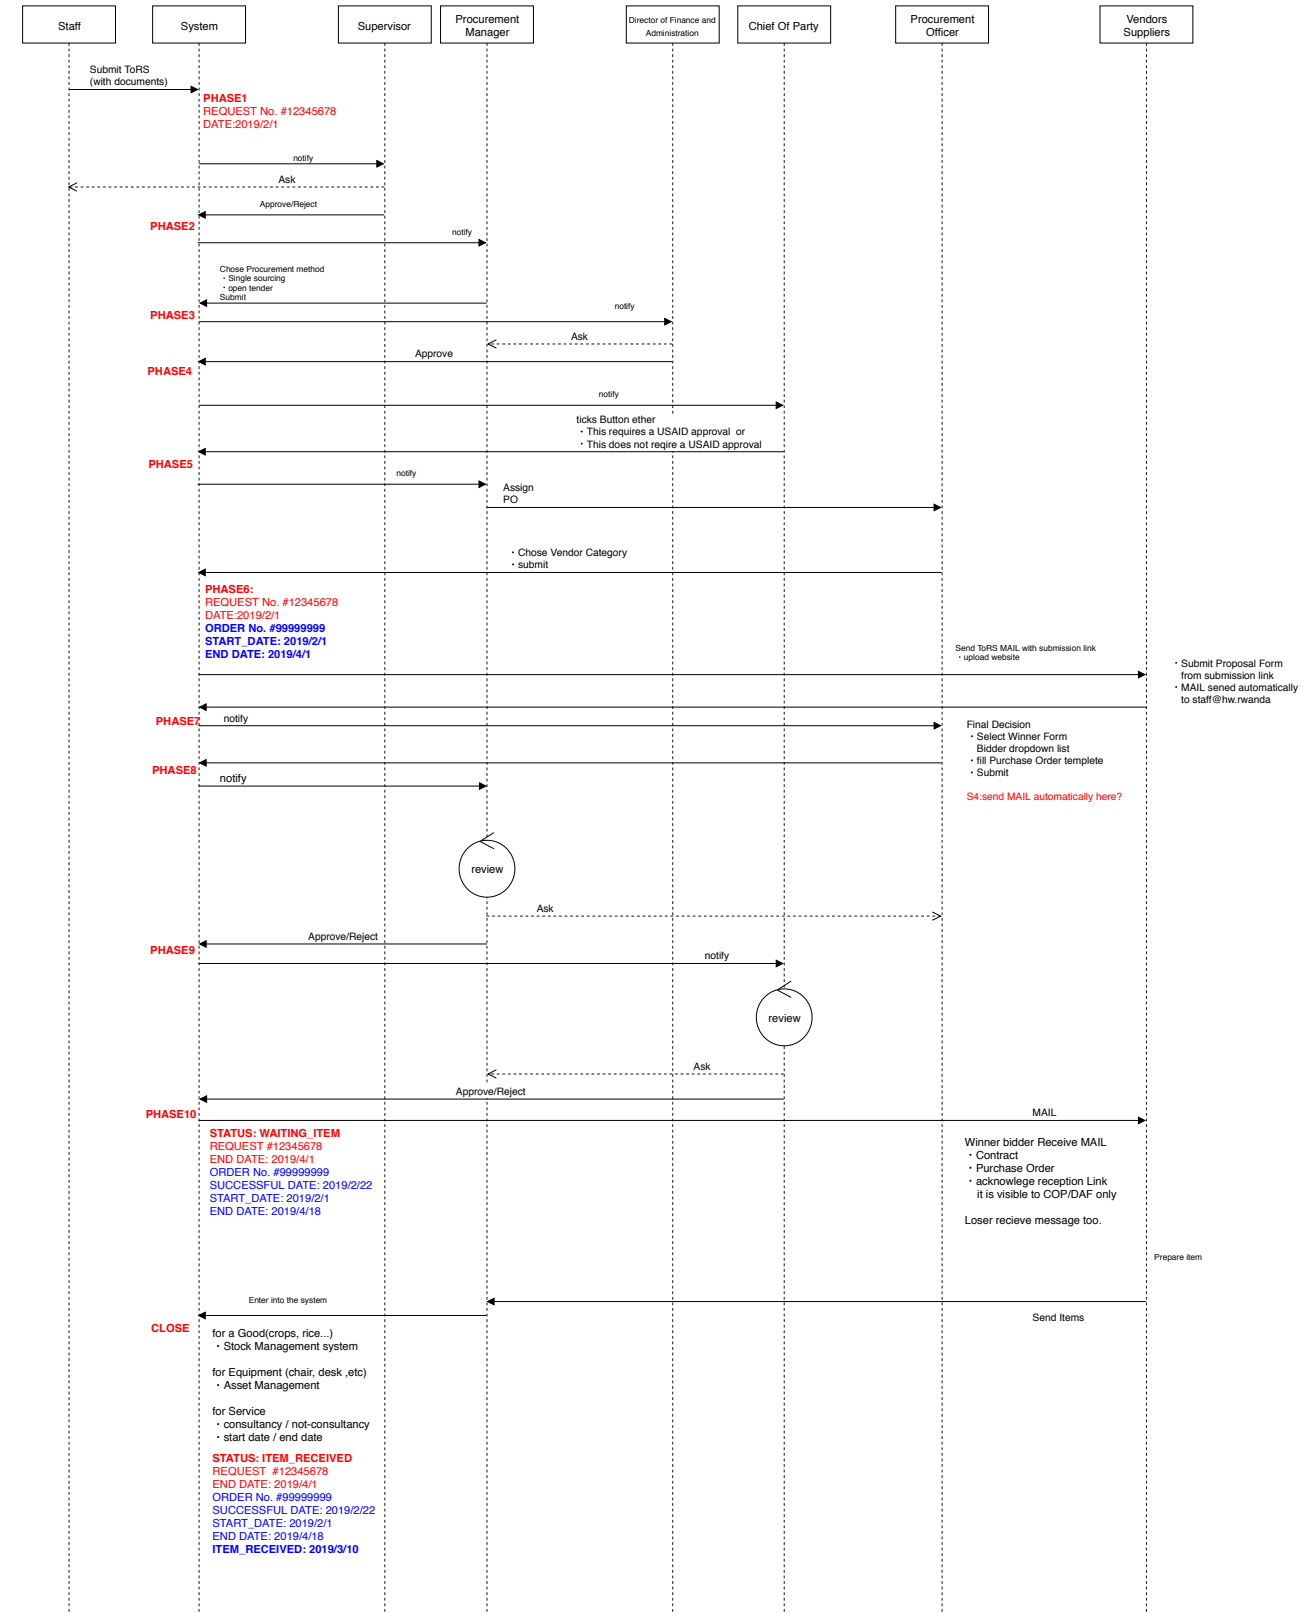 Staff
System
Supervisor
Procurement
Manager
Director of Finance and
Administration
Chief Of Party
Procurement
Officer
Vendors
Suppliers
Submit ToRS
(with documents)
PHASE1
REQUEST No. #12345678
DATE:2019/2/1
notify
Ask
Approve/Reject
PHASE2
notify
Chose Procurement method
・Single sourcing
・open tender
Submit
notify
PHASE3
Ask
Approve
PHASE4
notify
ticks Button ether
・This requires a USAID approval  or
・This does not reqire a USAID approval
PHASE5
notify
Assign
PO
・Chose Vendor Category
・submit
PHASE6:
REQUEST No. #12345678
DATE:2019/2/1
ORDER No. #99999999
START_DATE: 2019/2/1
END DATE: 2019/4/1
Send ToRS MAIL with submission link
・upload website
・Submit Proposal Form
from submission link
・MAIL sened automatically
to staff@hw.rwanda
PHASE7
notify
Final Decision
・Select Winner Form
Bidder dropdown list
・fill Purchase Order templete
・Submit
S4:send MAIL automatically here?
PHASE8
notify
review
Ask
Approve/Reject
PHASE9
notify
review
Ask
Approve/Reject
PHASE10
MAIL
STATUS: WAITING_ITEM
REQUEST #12345678
END DATE: 2019/4/1
ORDER No. #99999999
SUCCESSFUL DATE: 2019/2/22
START_DATE: 2019/2/1
END DATE: 2019/4/18
Winner bidder Receive MAIL
・Contract
・Purchase Order
・acknowlege reception Link
it is visible to COP/DAF only
Loser recieve message too.
Prepare item
Enter into the system
Send Items
CLOSE
for a Good(crops, rice...)
・Stock Management system
for Equipment (chair, desk ,etc)
・Asset Management
for Service
・consultancy / not-consultancy
・start date / end date
STATUS: ITEM_RECEIVED
REQUEST  #12345678
END DATE: 2019/4/1
ORDER No. #99999999
SUCCESSFUL DATE: 2019/2/22
START_DATE: 2019/2/1
END DATE: 2019/4/18
ITEM_RECEIVED: 2019/3/10